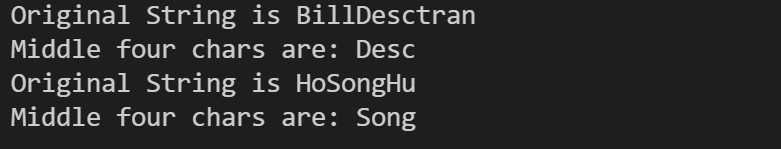 Original String is BillDesctran
Middle four chars are: Desc
Original String is HoSongHu
Middle four chars are: Song